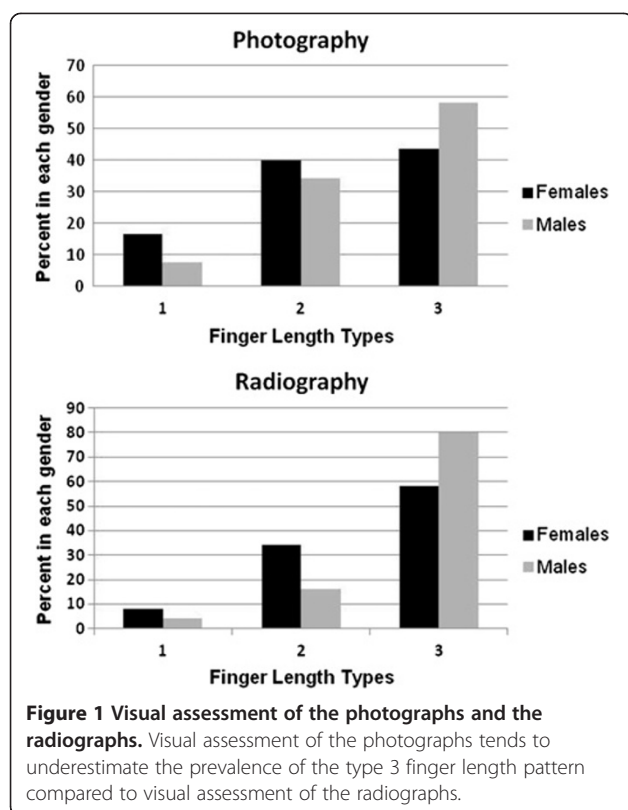 Photography
70
60
50
40
30
20
10
0
Percent in each gender
1 2 3
Finger Length Types
Females
Males
Radiography
90
80
70
60
50
40
30
20
10
0
Percent in each gender
1 2 3
Finger Length Types
Females
Males
Figure 1 Visual assessment of the photographs and the
radiographs. Visual assessment of the photographs tends to
underestimate the prevalence of the type 3 finger length pattern
compared to visual assessment of the radiographs.